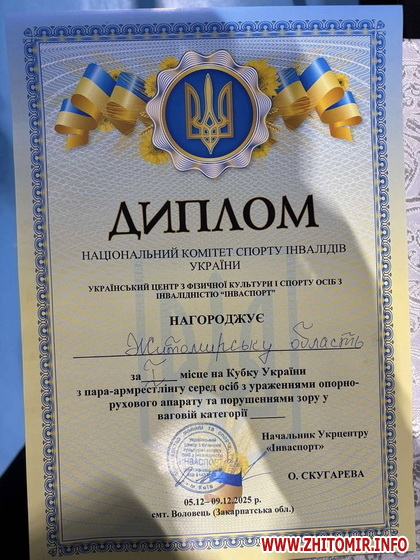 ДИПЛОМ
НАЦІОНАЛЬНИЙ КОМІТЕТ СПОРТУ ІНВАЛІДІВ
УКРАЇНИ
УКРАЇНСЬКИЙ ЦЕНТР З ФІЗИЧНОЇ КУЛЬТУРИ І СПОРТУ ОСІБ З
ІНВАЛІДНІСТЮ "ІНВАСПОРТ"
НАГОРОДЖУЄ
Житомирську область
за I місце на Кубку України
з пара-армрестлінгу серед осіб з ураженнями опорно-
рухового апарату та порушеннями зору у
ваговій категорії
Начальник Укрцентру
«Інваспорт»
О. СКУГАРЕВА
05.12– 09.12.2025 р.
смт. Воловець (Закарпатська обл.)
WWW.ZHITOMIR.INFO